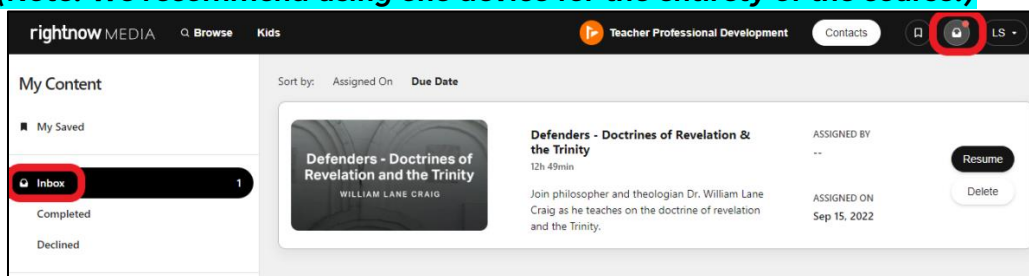 (Note: We recommend using one device for the entirety of the course.)
rightnow MEDIA Browse Kids Teacher Professional Development Contacts LS
My Content
Sort by: Assigned On Due Date
My Saved
Inbox 1
Completed
Declined
Defenders - Doctrines of
Revelation and the Trinity
WILLIAM LANE CRAIG
Defenders - Doctrines of Revelation &
the Trinity
12h 49min
Join philosopher and theologian Dr. William Lane
Craig as he teaches on the doctrine of revelation
and the Trinity.
ASSIGNED BY
--
ASSIGNED ON
Sep 15, 2022
Resume
Delete